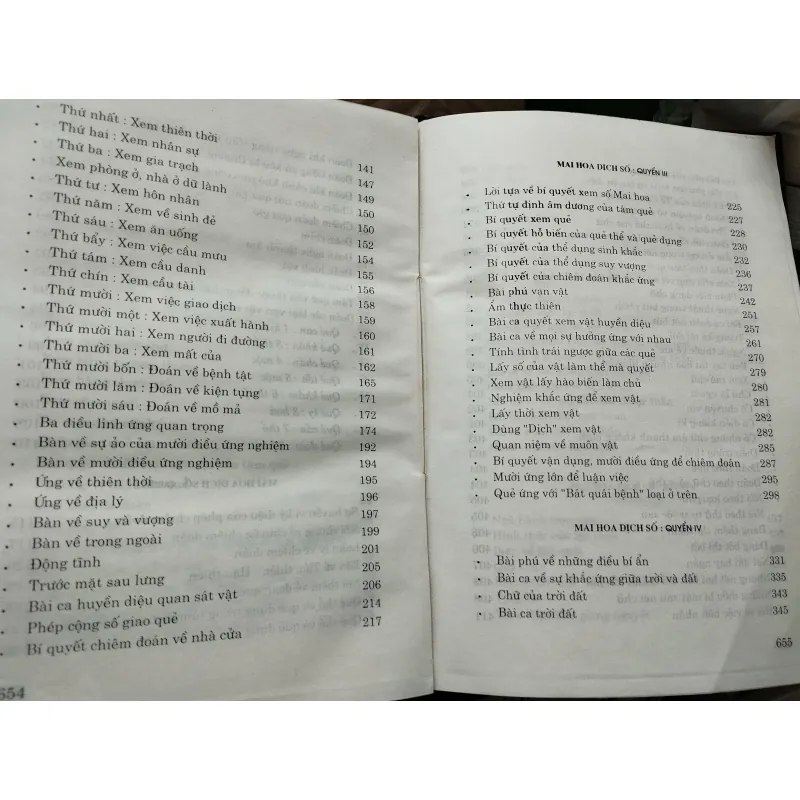 • Thứ nhất : Xem thiên thời 141
• Thứ hai : Xem nhân sự 147
• Thứ ba : Xem gia trạch 149
• Xem phòng ở, nhà ở dữ lành 150
• Thứ tư : Xem hôn nhân 150
• Thứ năm : Xem về sinh đẻ 152
• Thứ sáu : Xem ăn uống 154
• Thứ bẩy : Xem việc cầu mưu 155
• Thứ tám : Xem cầu danh 156
• Thứ chín : Xem cầu tài 158
• Thứ mười : Xem việc giao dịch 159
• Thứ mười một : Xem việc xuất hành 160
• Thứ mười hai : Xem người đi đường 161
• Thứ mười ba : Xem mất của 162
• Thứ mười bốn : Đoán về bệnh tật 165
• Thứ mười lăm : Đoán về kiện tụng 171
• Thứ mười sáu : Đoán về mồ mả 172
• Ba điều linh ứng quan trọng 174
• Bàn về sự ảo của mười điều ứng nghiệm 192
• Bàn về mười điều ứng nghiệm 194
• Ứng về thiên thời 195
• Ứng về địa lý 196
• Bàn về suy và vượng 197
• Bàn về trong ngoài 199
• Động tĩnh 201
• Trước mặt sau lưng 205
• Bài ca huyền diệu quan sát vật 206
• Phép cộng số giao quẻ 214
• Bí quyết chiêm đoán về nhà cửa 217
654
MAI HOA DỊCH SỐ : QUYỂN III
• Lời tựa về bí quyết xem số Mai hoa 225
• Thứ tự định âm dương của tám quẻ 227
• Bí quyết xem quẻ 228
• Bí quyết hỗ biến của quẻ thể và quẻ dụng 230
• Bí quyết của thể dụng sinh khắc 232
• Bí quyết của thể dụng suy vượng 236
• Bí quyết của chiêm đoán khắc ứng 237
• Bài phú vạn vật 242
• Ẩm thực thiên 251
• Bài ca quyết xem vật huyền diệu 257
• Bài ca về mọi sự hưởng ứng với nhau 261
• Tính tình trái ngược giữa các quẻ 270
• Lấy số của vật làm thể mà quyết 279
• Xem vật lấy hào biến làm chủ 280
• Nghiệm khắc ứng để xem vật 281
• Lấy thời xem vật 282
• Dùng "Dịch" xem vật 282
• Quan niệm về muôn vật 285
• Bí quyết vận dụng, mười điều ứng để chiêm đoán 287
• Mười ứng lớn để luận việc 295
• Quẻ ứng với "Bát quái bệnh" loại ở trên 298
MAI HOA DỊCH SỐ : QUYỂN IV
• Bài phú về những điều bí ẩn 331
• Bài ca về sự khắc ứng giữa trời và đất 335
• Chữ của trời đất 343
• Bài ca trời đất 345
655